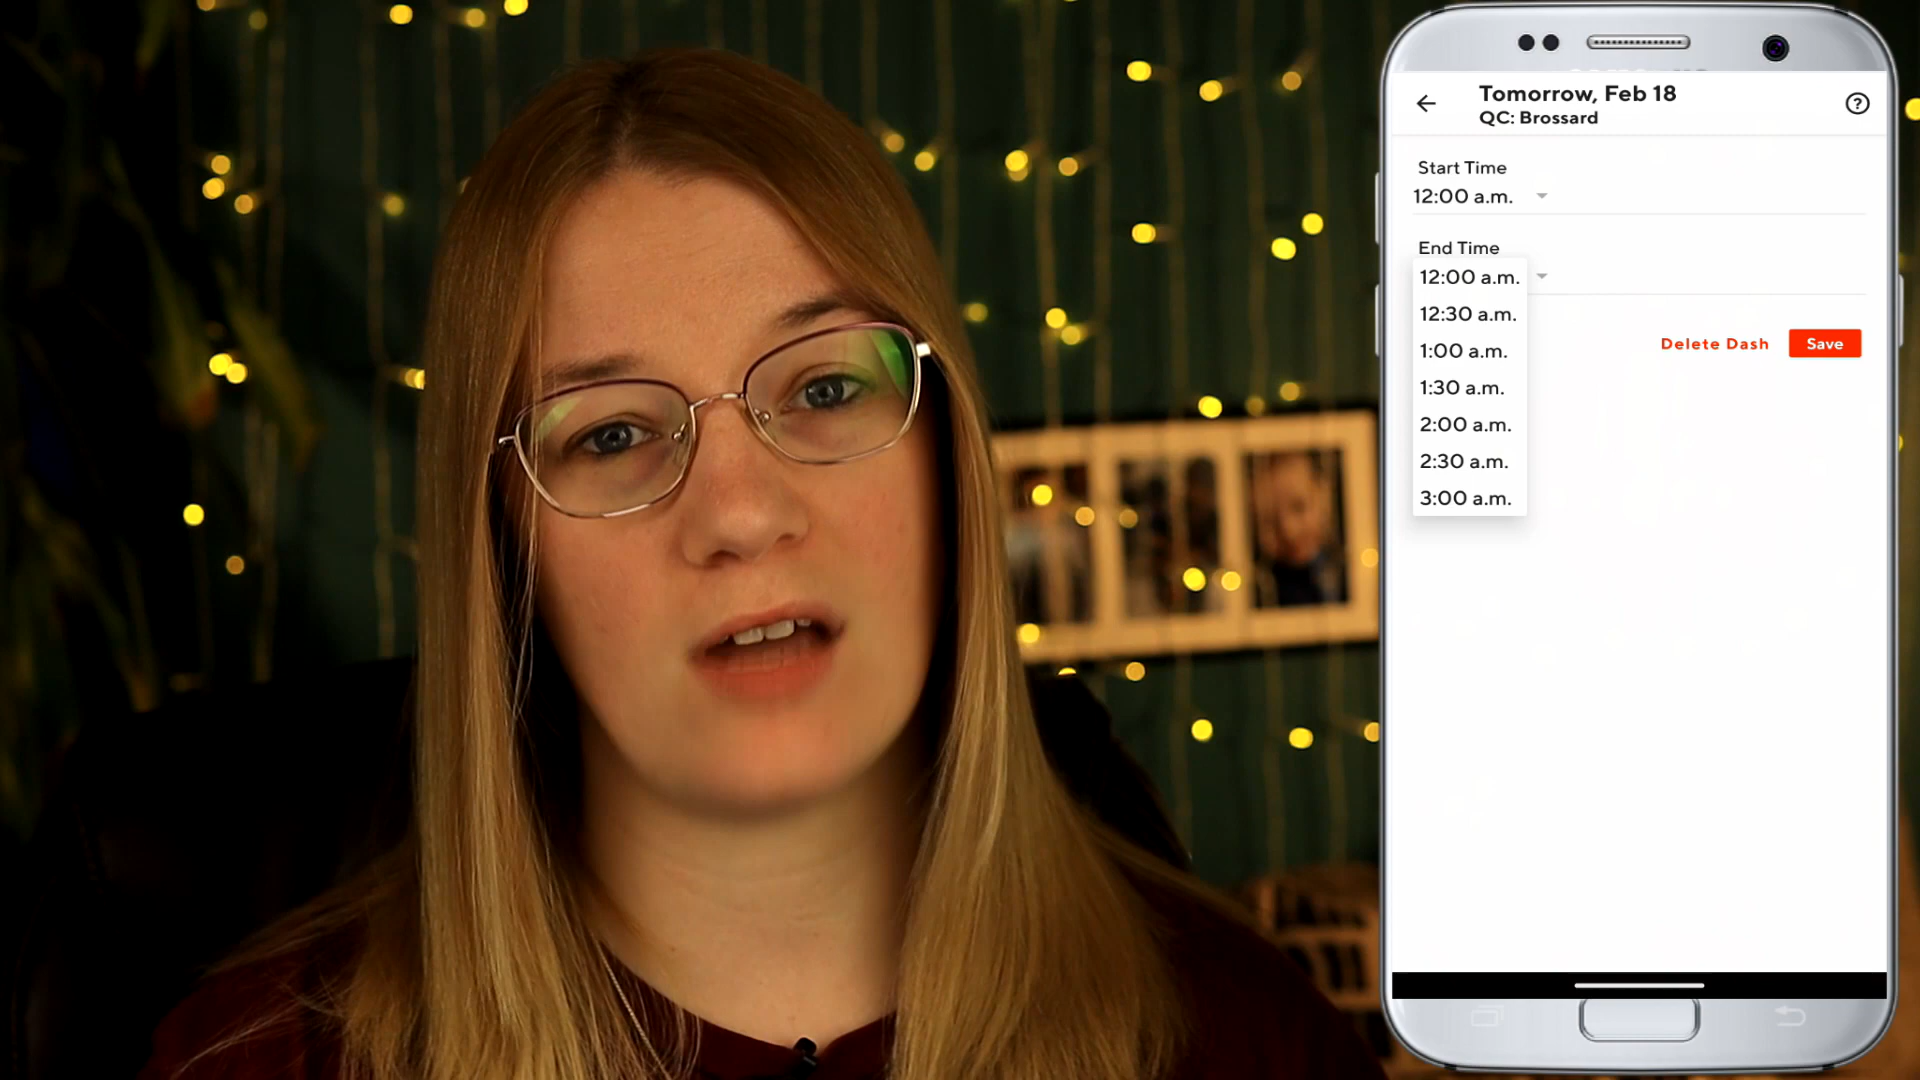 Tomorrow, Feb 18
QC: Brossard
Start Time
12:00 a.m.
End Time
12:00 a.m.
12:30 a.m.
1:00 a.m.
1:30 a.m.
2:00 a.m.
2:30 a.m.
3:00 a.m.
Delete Dash
Save